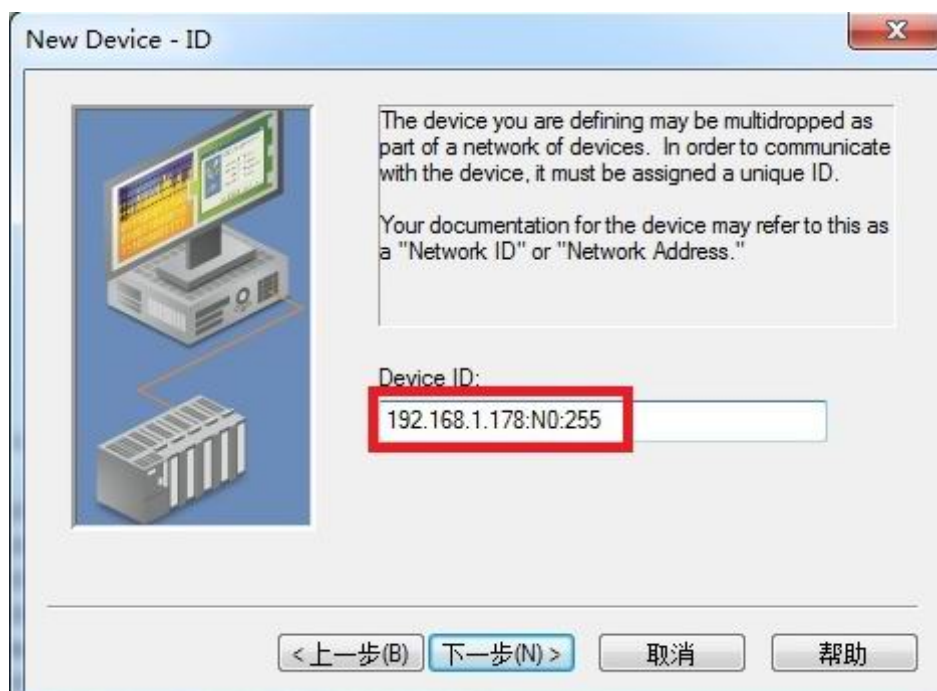 New Device - ID
The device you are defining may be multidropped as
part of a network of devices.  In order to communicate
with the device, it must be assigned a unique ID.
Your documentation for the device may refer to this as
a "Network ID" or "Network Address."
Device ID:
192.168.1.178:N0:255
<上一步(B)
下一步(N)>
取消
帮助